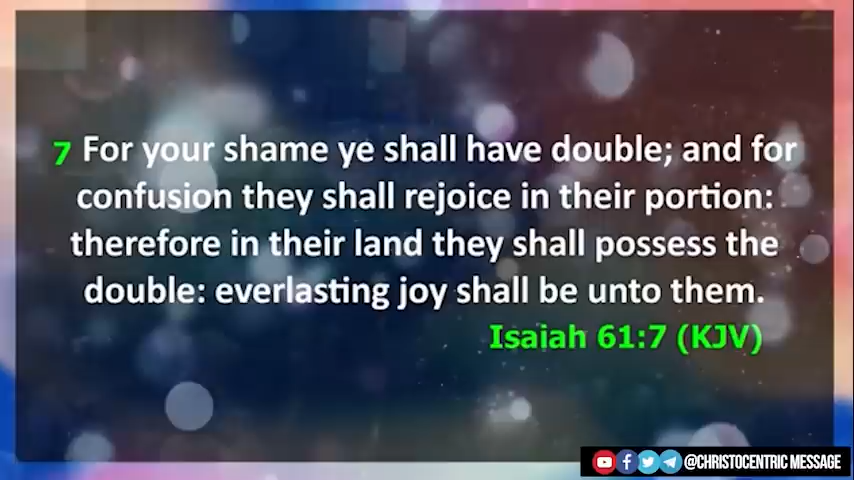 7 For your shame ye shall have double; and for
confusion they shall rejoice in their portion:
therefore in their land they shall possess the
double: everlasting joy shall be unto them.
Isaiah 61:7 (KJV)
@CHRISTOCENTRIC MESSAGE